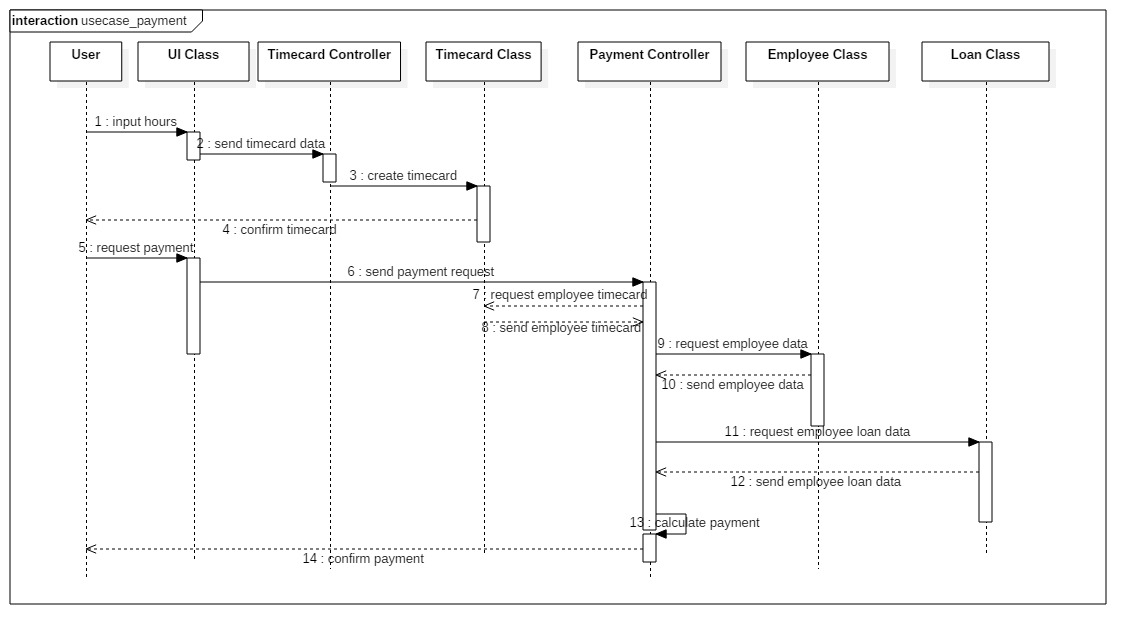 interaction usecase_payment
User
UI Class
Timecard Controller
Timecard Class
Payment Controller
Employee Class
Loan Class
1 : input hours
2 : send timecard data
3 : create timecard
4 : confirm timecard
5 : request payment
6 : send payment request
7 : request employee timecard
8 : send employee timecard
9 : request employee data
10 : send employee data
11 : request employee loan data
12 : send employee loan data
13 : calculate payment
14 : confirm payment